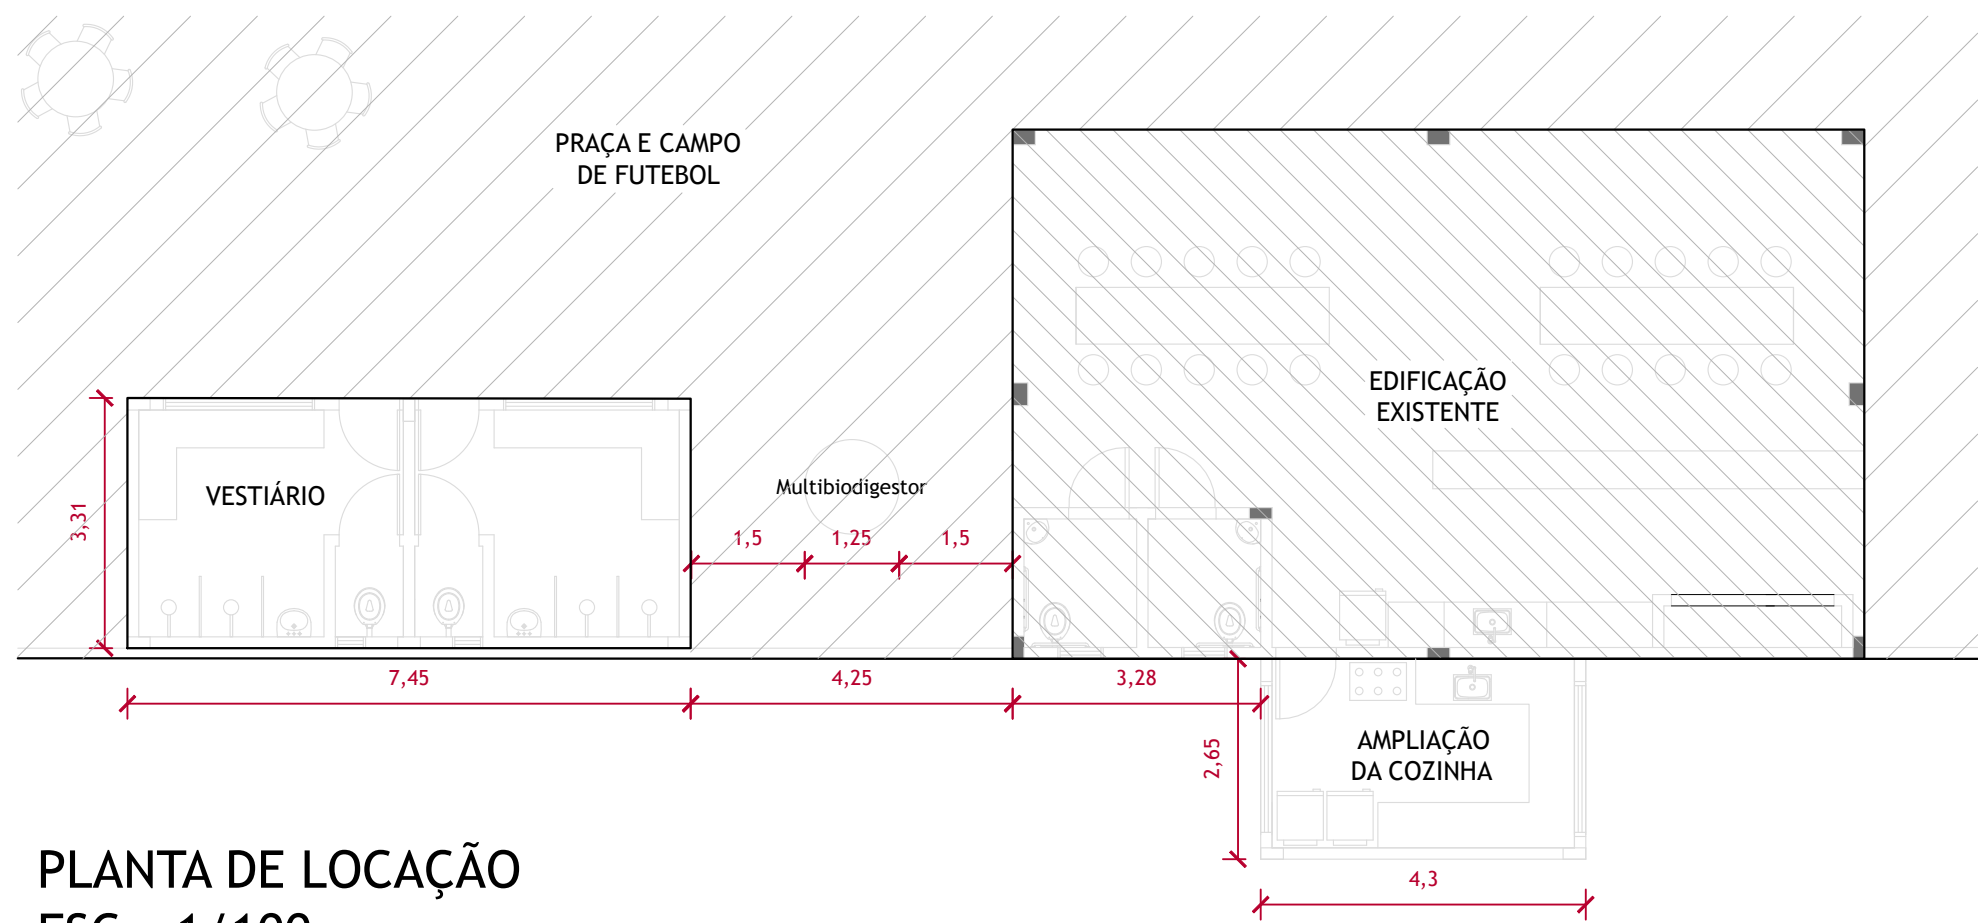 PRAÇA E CAMPO
DE FUTEBOL
EDIFICAÇÃO
EXISTENTE
VESTIÁRIO
Multibiodigestor
3,31
1,5
1,25
1,5
7,45
4,25
3,28
2,65
AMPLIAÇÃO
DA COZINHA
4,3
PLANTA DE LOCAÇÃO